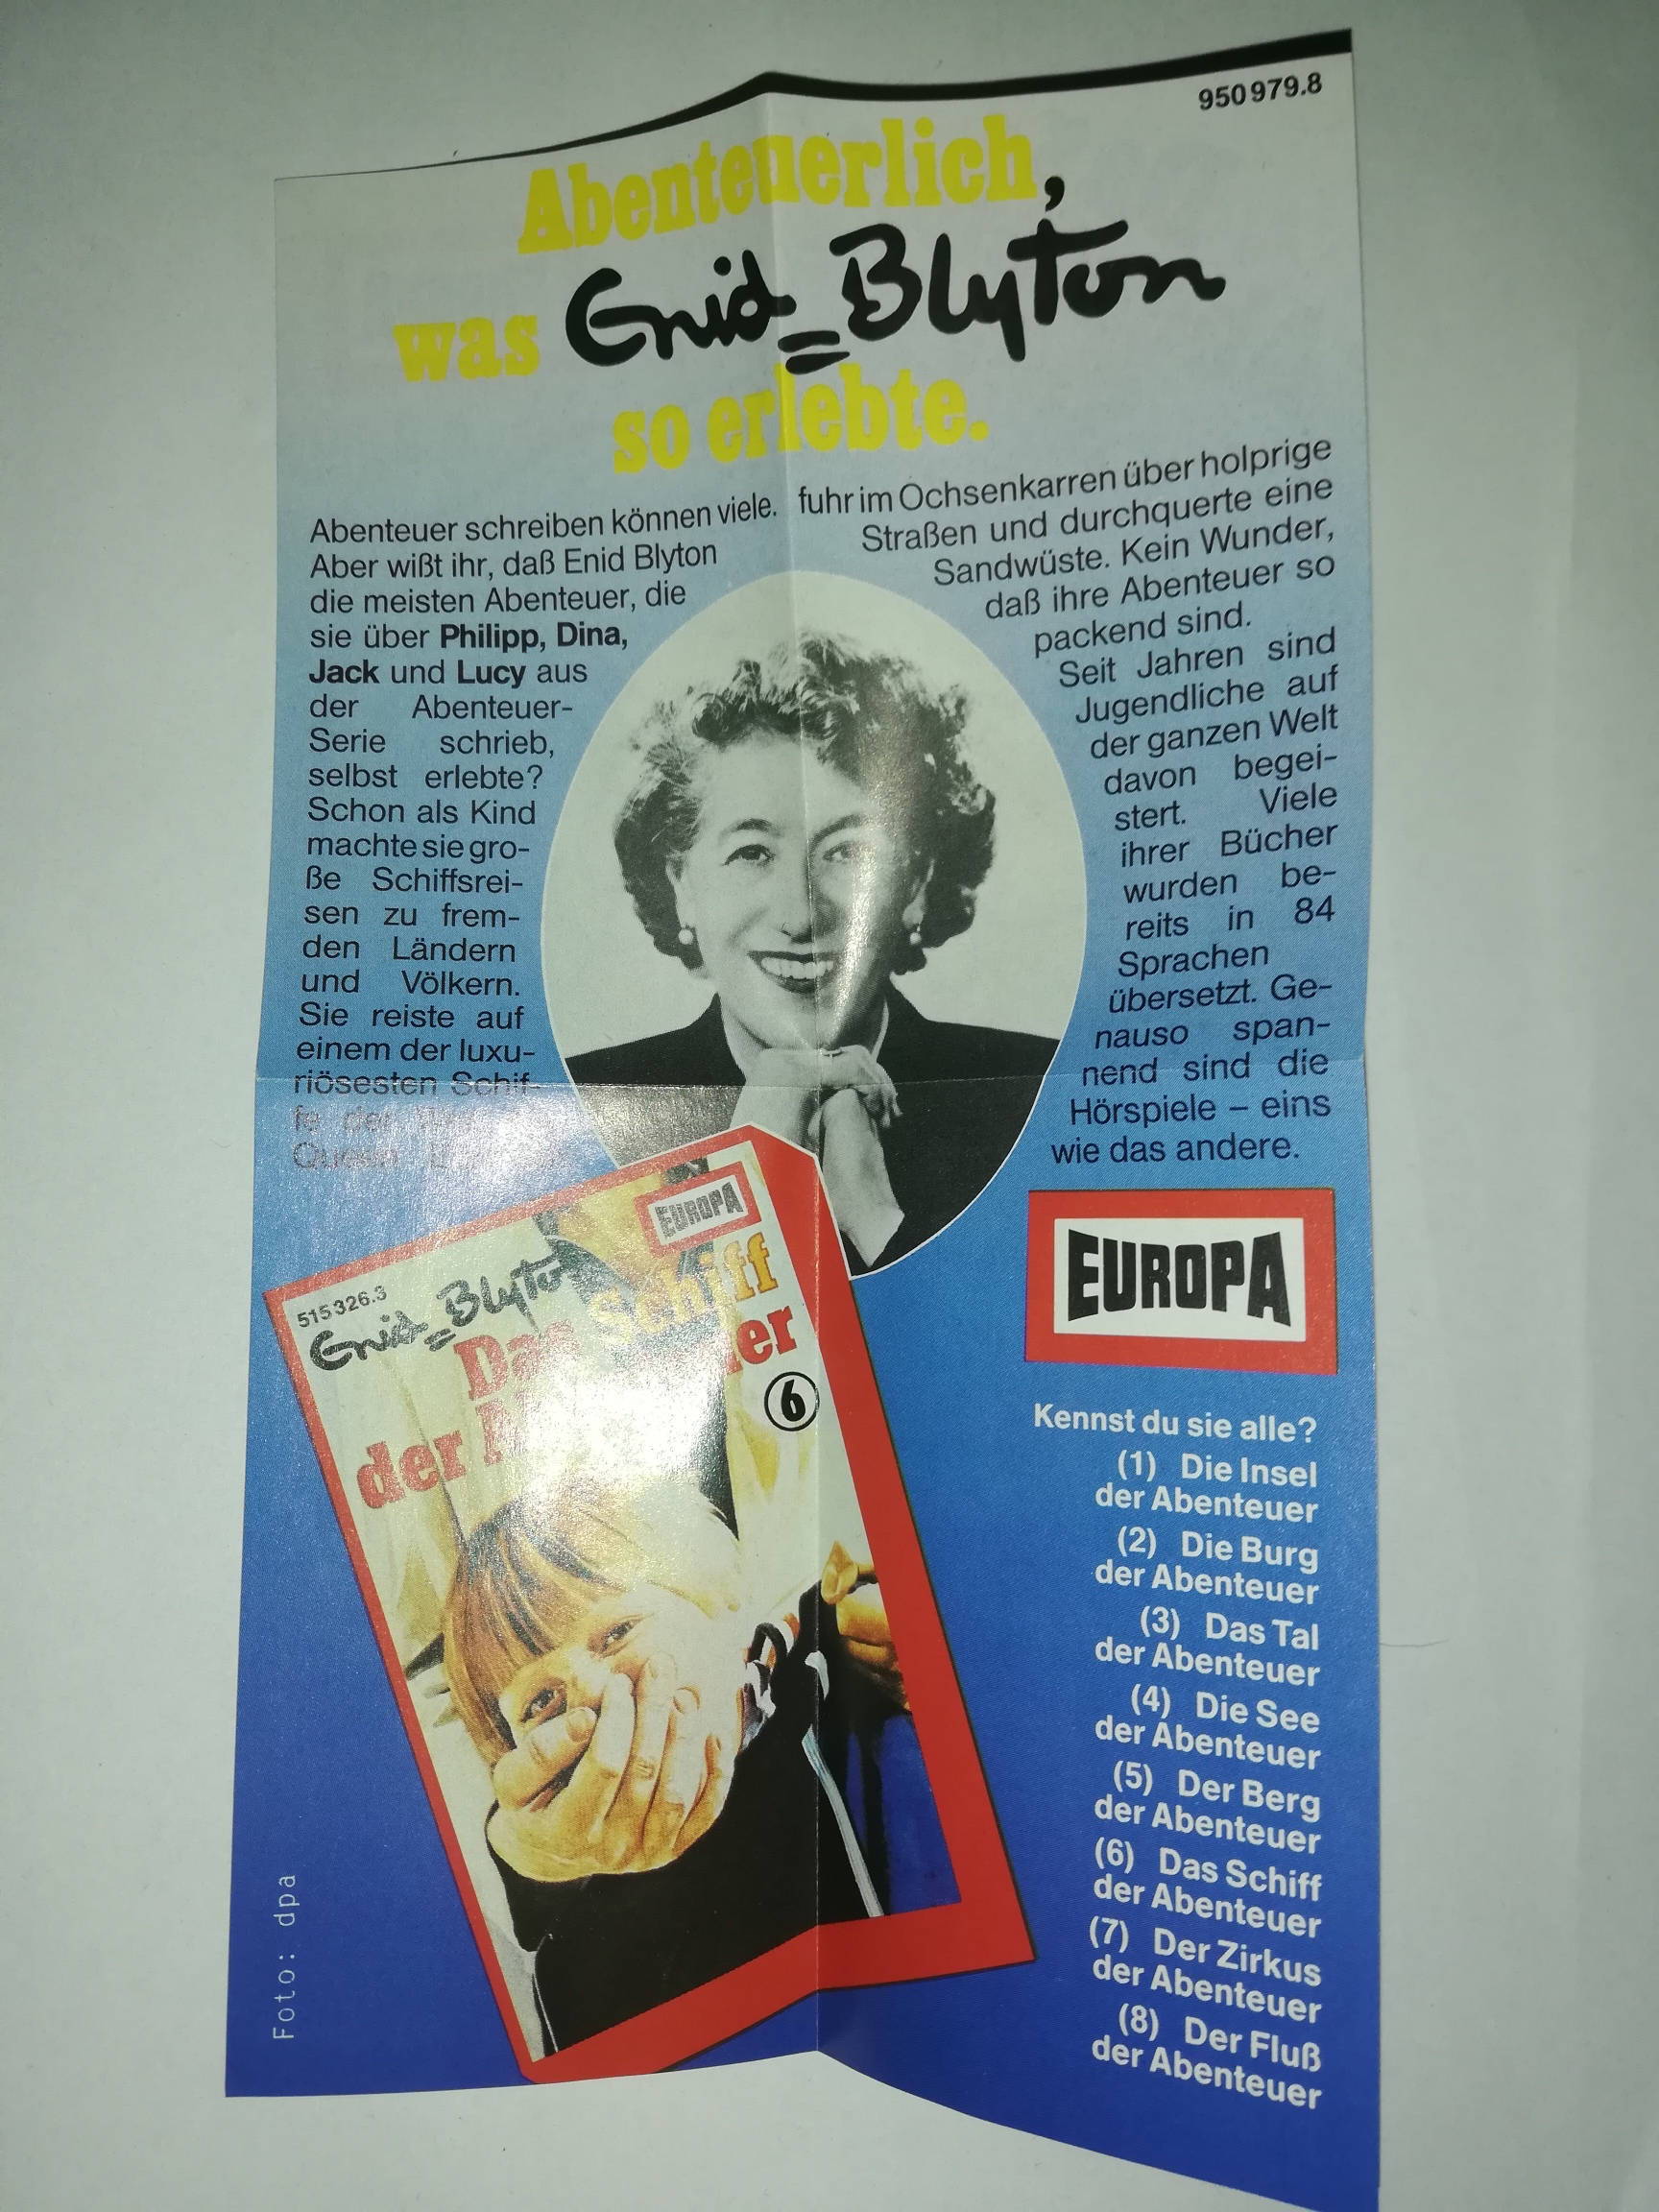 950 979.8
Abenteuerlich,
was Enid Blyton
so erlebte.
Abenteuer schreiben können viele.
Aber wißt ihr, daß Enid Blyton
die meisten Abenteuer, die
sie über Philipp, Dina,
Jack und Lucy aus
der Abenteuer-
Serie schrieb,
selbst erlebte?
Schon als Kind
machte sie gro-
ße Schiffsrei-
sen zu frem-
den Ländern
und Völkern.
Sie reiste auf
einem der luxu-
riösesten Schif-
fe der
Queen
fuhr im Ochsenkarren über holprige
Straßen und durchquerte eine
Sandwüste. Kein Wunder,
daß ihre Abenteuer so
packend sind.
Seit Jahren sind
Jugendliche auf
der ganzen Welt
davon begei-
stert. Viele
ihrer Bücher
wurden be-
reits in 84
Sprachen
übersetzt. Ge-
nauso span-
nend sind die
Hörspiele – eins
wie das andere.
EUROPA
515 326.3
Enid Blyton
Das Schiff
der
6
EUROPA
Kennst du sie alle?
(1) Die Insel
der Abenteuer
(2) Die Burg
der Abenteuer
(3) Das Tal
der Abenteuer
(4) Die See
der Abenteuer
(5) Der Berg
der Abenteuer
(6) Das Schiff
der Abenteuer
(7) Der Zirkus
der Abenteuer
(8) Der Fluß
der Abenteuer
Foto: dpa